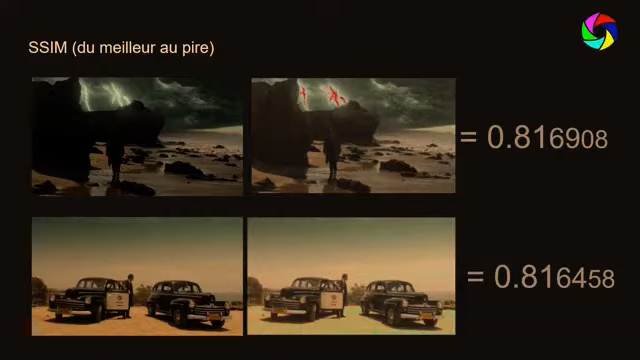 SSIM (du meilleur au pire)
= 0.816908
= 0.816458